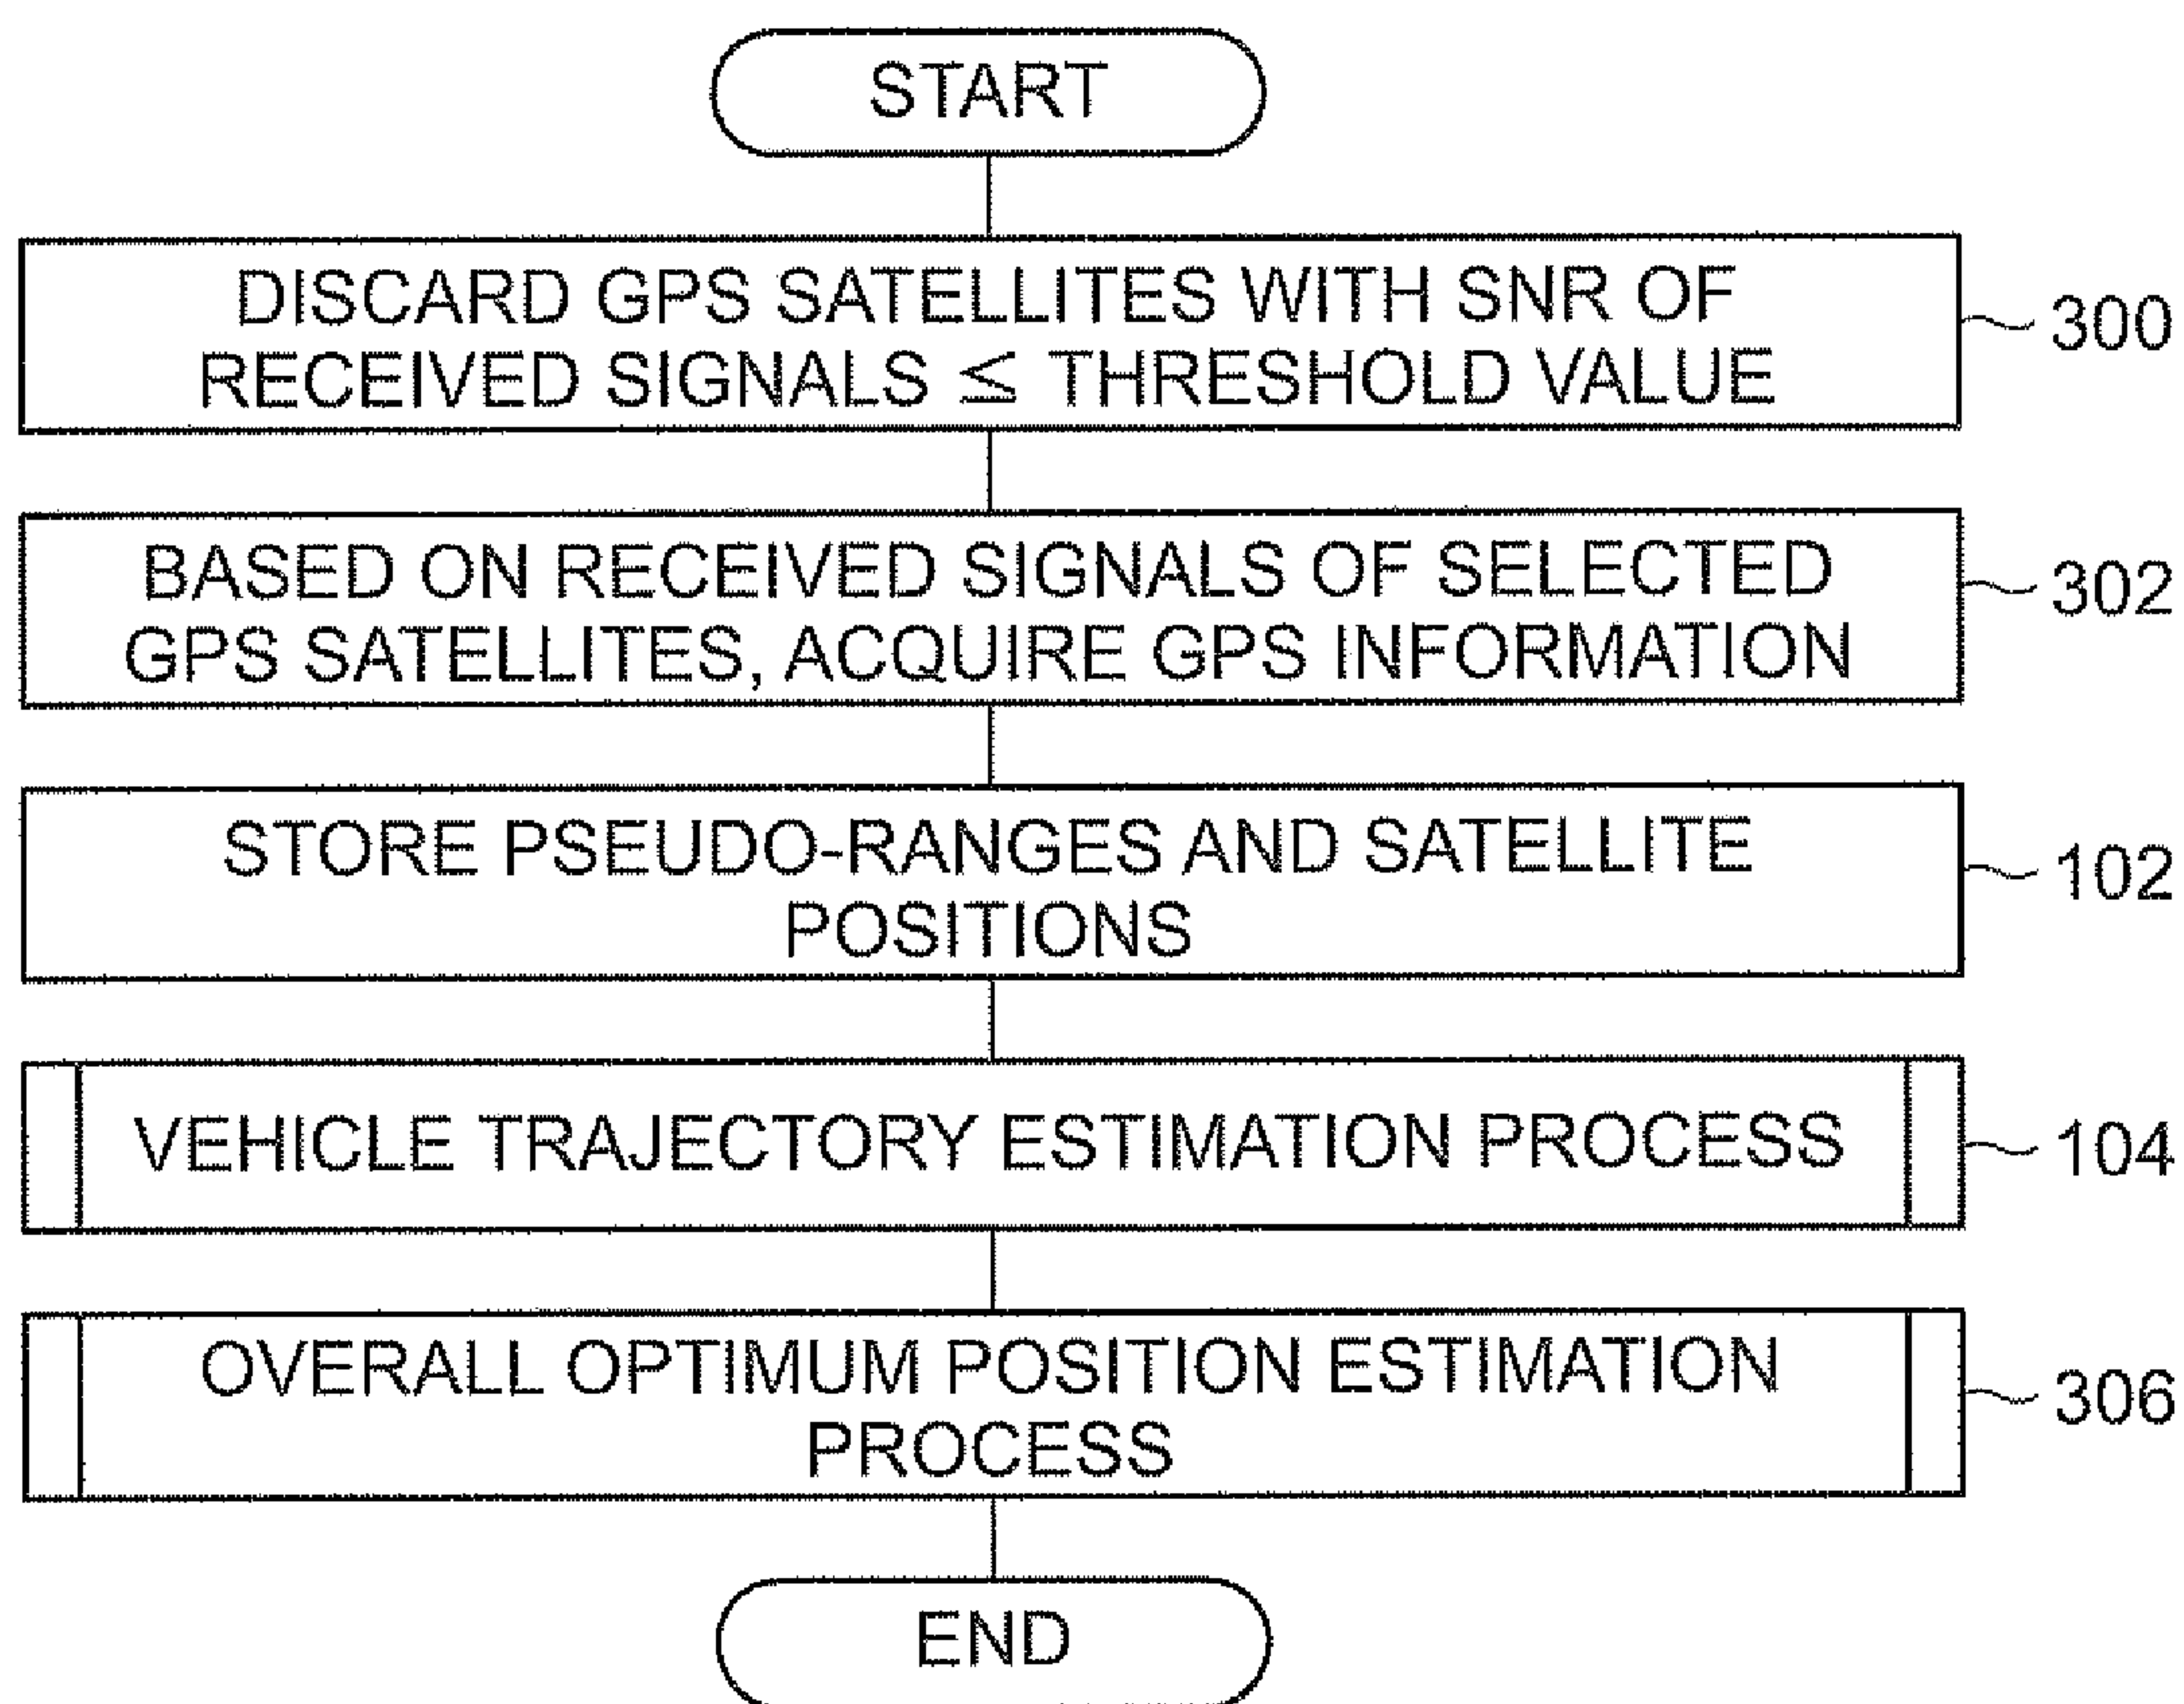 START
DISCARD GPS SATELLITES WITH SNR OF
RECEIVED SIGNALS ≦ THRESHOLD VALUE
300
BASED ON RECEIVED SIGNALS OF SELECTED
GPS SATELLITES, ACQUIRE GPS INFORMATION
302
STORE PSEUDO-RANGES AND SATELLITE
POSITIONS
102
VEHICLE TRAJECTORY ESTIMATION PROCESS
104
OVERALL OPTIMUM POSITION ESTIMATION
PROCESS
306
END